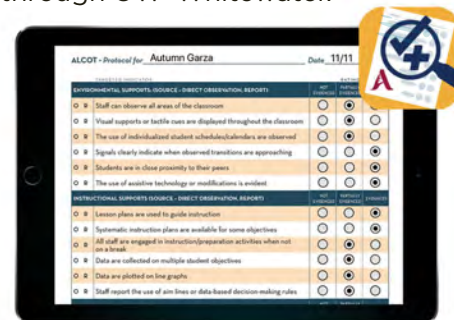 through UW-Whitewater.
ALCOT - Protocol for Autumn Garza Date 11/11
TARGETED INDICATOR RATING
ENVIRONMENTAL SUPPORTS (SOURCE - DIRECT OBSERVATION, REPORT) NOT EVIDENCED PARTIALLY EVIDENCED
O R Staff can observe all areas of the classroom
O R Visual supports or tactile cues are displayed throughout the classroom
O R The use of individualized student schedules/calendars are observed
O R Signals clearly indicate when observed transitions are approaching
O R Students are in close proximity to their peers
O R The use of assistive technology or modifications is evident
INSTRUCTIONAL SUPPORTS (SOURCE - DIRECT OBSERVATION, REPORT) NOT EVIDENCED PARTIALLY EVIDENCED EVIDENCED
O R Lesson plans are used to guide instruction
O R Systematic instruction plans are available for some objectives
O R All staff are engaged in instruction/preparation activities when not
on a break
O R Data are collected on multiple student objectives
O R Data are plotted on line graphs
O R Staff report the use of aim lines or data-based decision-making rules
A